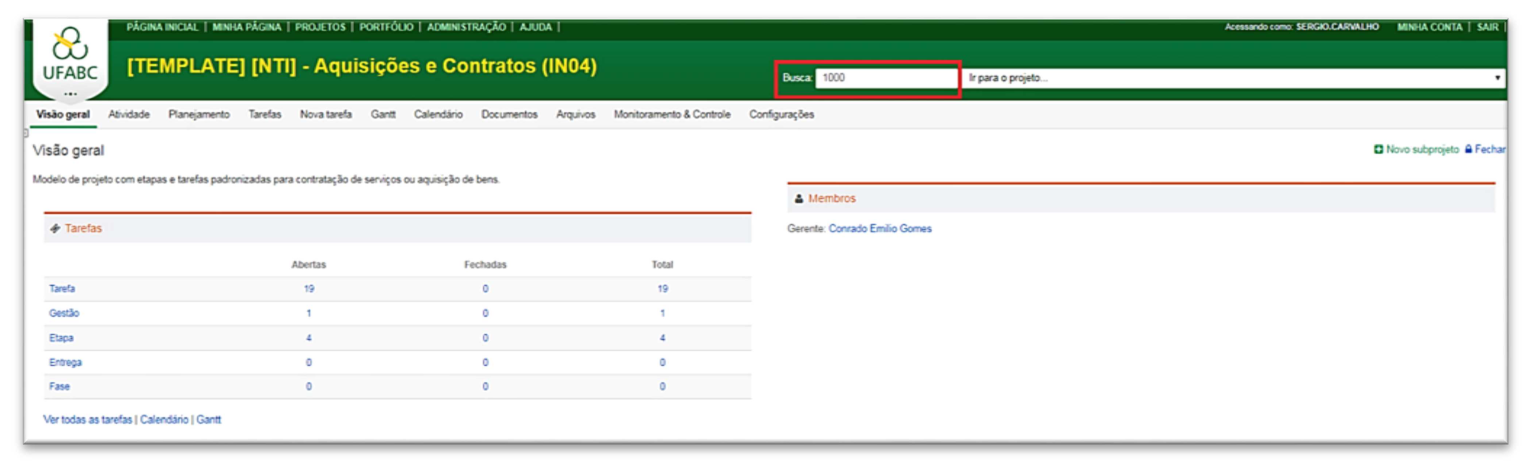 PÁGINA INICIAL | MINHA PÁGINA | PROJETOS | PORTFÓLIO | ADMINISTRAÇÃO | AJUDA |
Acessando como: SERGIO.CARVALHO MINHA CONTA | SAIR |
UFABC
[TEMPLATE] [NTI] - Aquisições e Contratos (IN04)
Busca: 1000 Ir para o projeto...
Visão geral Atividade Planejamento Tarefas Nova tarefa Gantt Calendário Documentos Arquivos Monitoramento & Controle Configurações
Visão geral
Novo subprojeto Fechar
Modelo de projeto com etapas e tarefas padronizadas para contratação de serviços ou aquisição de bens.
Membros
Gerente: Conrado Emilio Gomes
Tarefas
Abertas Fechadas Total
Tarefa 19 0 19
Gestão 1 0 1
Etapa 4 0 4
Entrega 0 0 0
Fase 0 0 0
Ver todas as tarefas | Calendário | Gantt